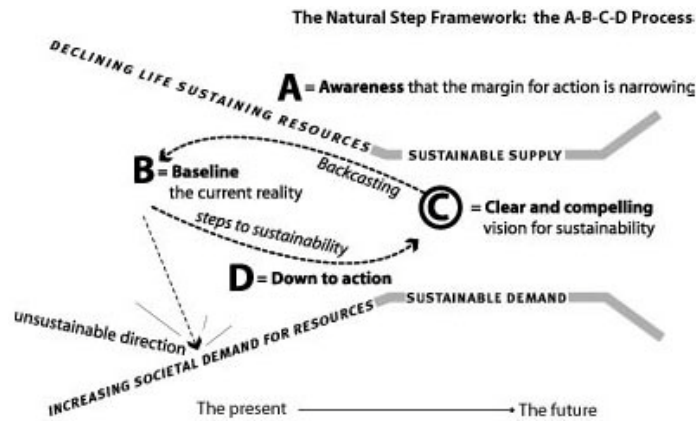 The Natural Step Framework: the A-B-C-D Process
DECLINING LIFE SUSTAINING RESOURCES
A = Awareness that the margin for action is narrowing
SUSTAINABLE SUPPLY
Backcasting
B = Baseline
the current reality
C = Clear and compelling
vision for sustainability
steps to sustainability
D = Down to action
SUSTAINABLE DEMAND
unsustainable direction
INCREASING SOCIETAL DEMAND FOR RESOURCES
The present
The future